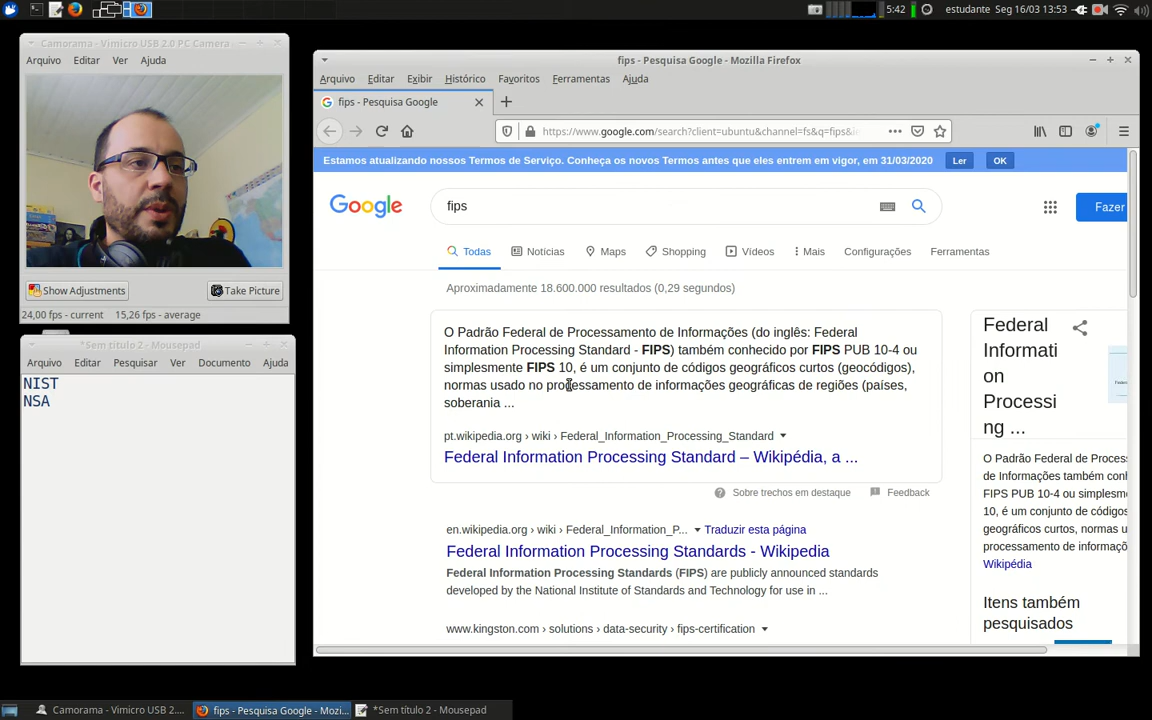 5:42 estudante Seg 16/03 13:53
Camorama - Vimicro USB 2.0 PC Camera
Arquivo Editar Ver Ajuda
Show Adjustments Take Picture
24,00 fps - current 15,26 fps - average
*Sem título 2 - Mousepad
Arquivo Editar Pesquisar Ver Documento Ajuda
NIST
NSA
fips - Pesquisa Google - Mozilla Firefox
Arquivo Editar Exibir Histórico Favoritos Ferramentas Ajuda
fips - Pesquisa Google
https://www.google.com/search?client=ubuntu&channel=fs&q=fips&i
Estamos atualizando nossos Termos de Serviço. Conheça os novos Termos antes que eles entrem em vigor, em 31/03/2020 Ler OK
Google fips Fazer
Todas Notícias Maps Shopping Vídeos Mais Configurações Ferramentas
Aproximadamente 18.600.000 resultados (0,29 segundos)
O Padrão Federal de Processamento de Informações (do inglês: Federal
Information Processing Standard - FIPS) também conhecido por FIPS PUB 10-4 ou
simplesmente FIPS 10, é um conjunto de códigos geográficos curtos (geocódigos),
normas usado no processamento de informações geográficas de regiões (países,
soberania ...
pt.wikipedia.org › wiki › Federal_Information_Processing_Standard
Federal Information Processing Standard – Wikipédia, a ...
Sobre trechos em destaque Feedback
en.wikipedia.org › wiki › Federal_Information_P... Traduzir esta página
Federal Information Processing Standards - Wikipedia
Federal Information Processing Standards (FIPS) are publicly announced standards
developed by the National Institute of Standards and Technology for use in ...
www.kingston.com › solutions › data-security › fips-certification
Federal
Informati
on
Processi
ng ...
O Padrão Federal de Proces
de Informações também con
FIPS PUB 10-4 ou simplesm
10, é um conjunto de códigos
geográficos curtos, normas u
processamento de informaçõ
Wikipédia
Itens também
pesquisados
Camorama - Vimicro USB 2.... fips - Pesquisa Google - Mozi... *Sem título 2 - Mousepad